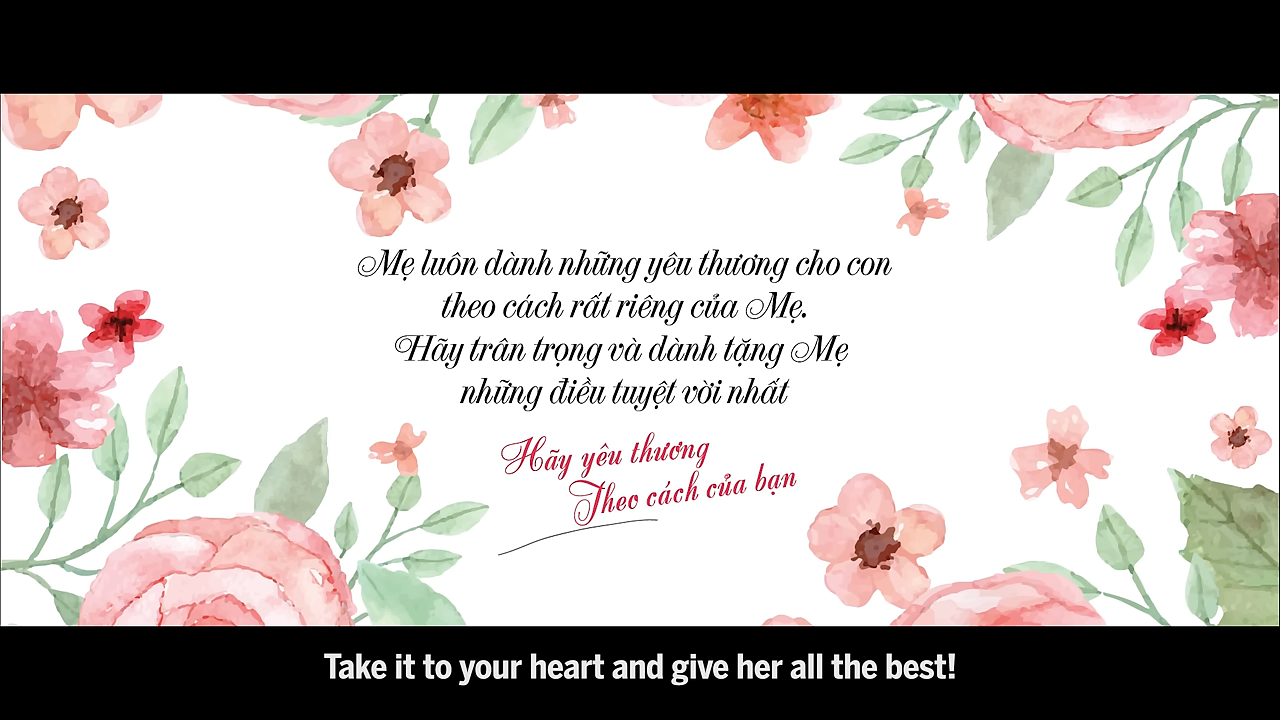 Mẹ luôn dành những yêu thương cho con
theo cách rất riêng của Mẹ.
Hãy trân trọng và dành tặng Mẹ
những điều tuyệt vời nhất
Hãy yêu thương
Theo cách của bạn
Take it to your heart and give her all the best!